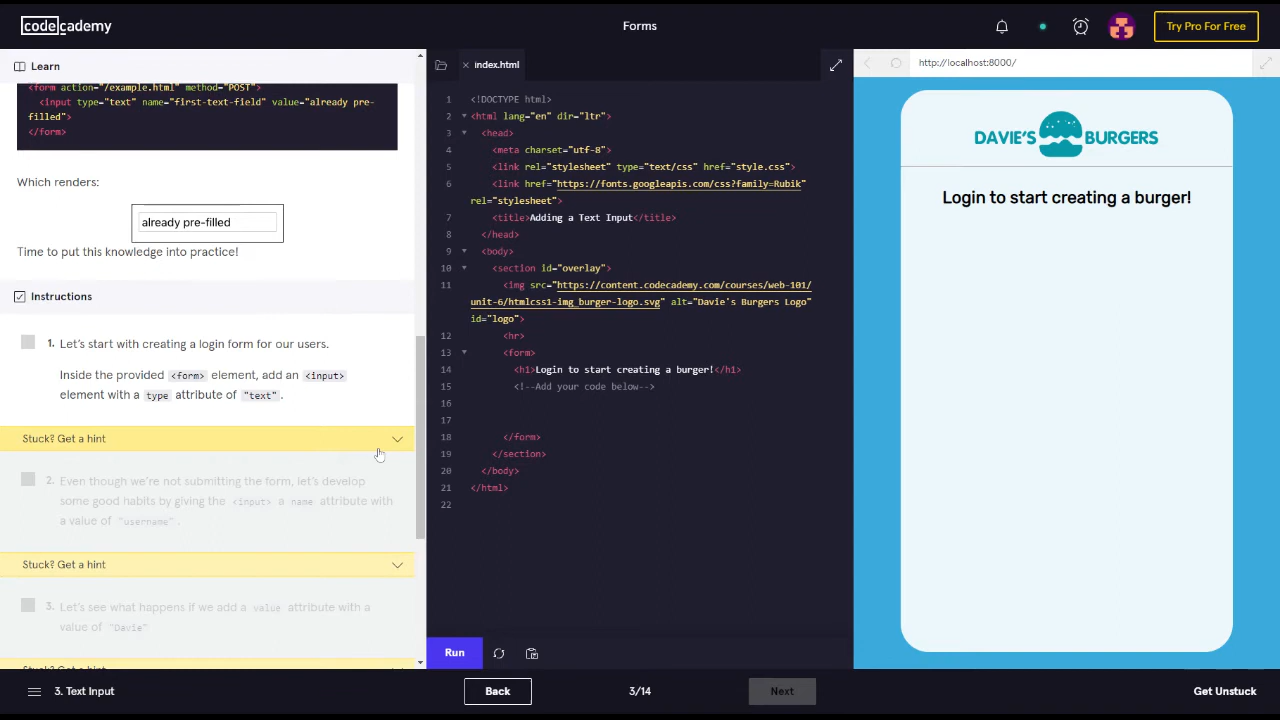 codecademy
Forms
Try Pro For Free
Learn
<form action="/example.html" method="POST">
<input type="text" name="first-text-field" value="already pre-
filled">
</form>
Which renders:
already pre-filled
Time to put this knowledge into practice!
Instructions
1. Let's start with creating a login form for our users.
Inside the provided <form> element, add an <input>
element with a type attribute of "text".
Stuck? Get a hint
2. Even though we're not submitting the form, let's develop
some good habits by giving the <input> a name attribute with
a value of "username".
Stuck? Get a hint
3. Let's see what happens if we add a value attribute with a
value of "Davie"
Stuck? Get a hint
× index.html
1 <!DOCTYPE html>
2 <html lang="en" dir="ltr">
3 <head>
4 <meta charset="utf-8">
5 <link rel="stylesheet" type="text/css" href="style.css">
6 <link href="https://fonts.googleapis.com/css?family=Rubik"
rel="stylesheet">
7 <title>Adding a Text Input</title>
8 </head>
9 <body>
10 <section id="overlay">
11 <img src="https://content.codecademy.com/courses/web-101/
unit-6/htmlcss1-img_burger-logo.svg" alt="Davie's Burgers Logo"
id="logo">
12 <hr>
13 <form>
14 <h1>Login to start creating a burger!</h1>
15 <!--Add your code below-->
16
17
18 </form>
19 </section>
20 </body>
21 </html>
22
Run
http://localhost:8000/
DAVIE'S BURGERS
Login to start creating a burger!
3. Text Input
Back
3/14
Next
Get Unstuck